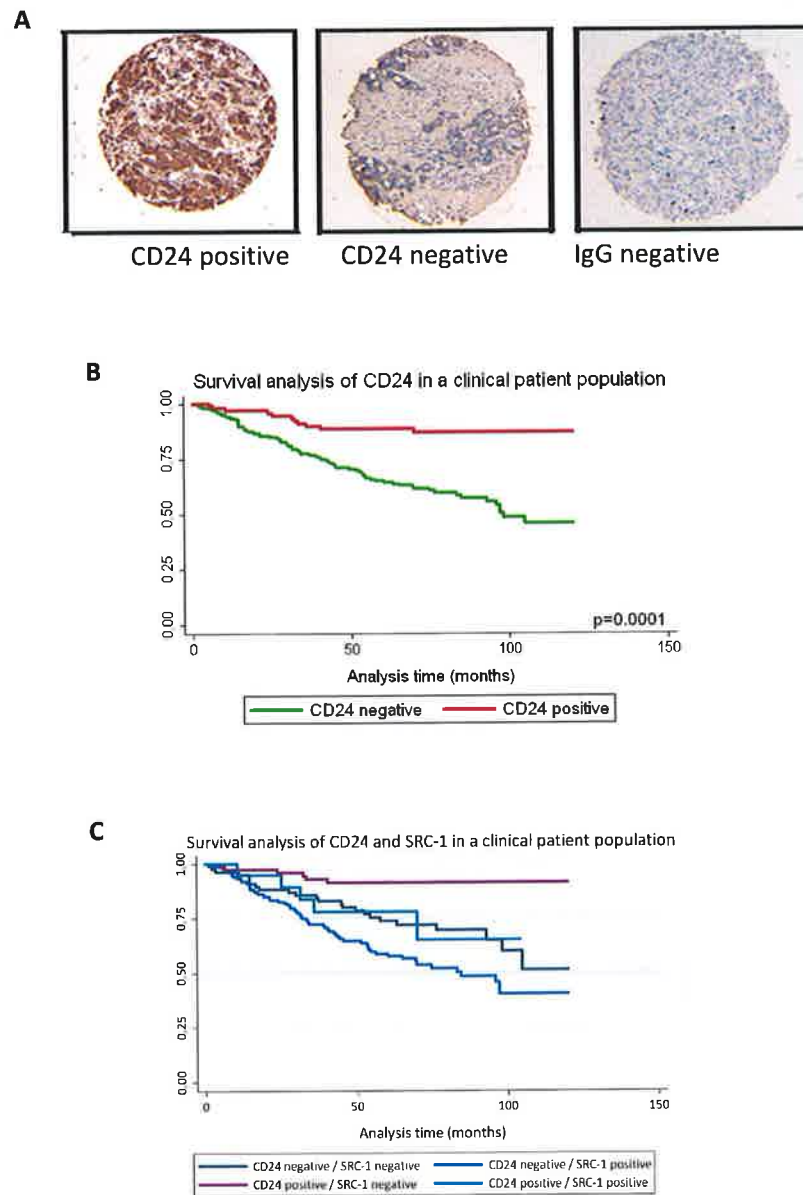 A
CD24 positive CD24 negative IgG negative
B
Survival analysis of CD24 in a clinical patient population
1.00
0.75
0.50
0.25
0.00
p=0.0001
0 50 100 150
Analysis time (months)
CD24 negative CD24 positive
C
Survival analysis of CD24 and SRC-1 in a clinical patient population
1.00
0.75
0.50
0.25
0.00
0 50 100 150
Analysis time (months)
CD24 negative / SRC-1 negative CD24 negative / SRC-1 positive
CD24 positive / SRC-1 negative CD24 positive / SRC-1 positive